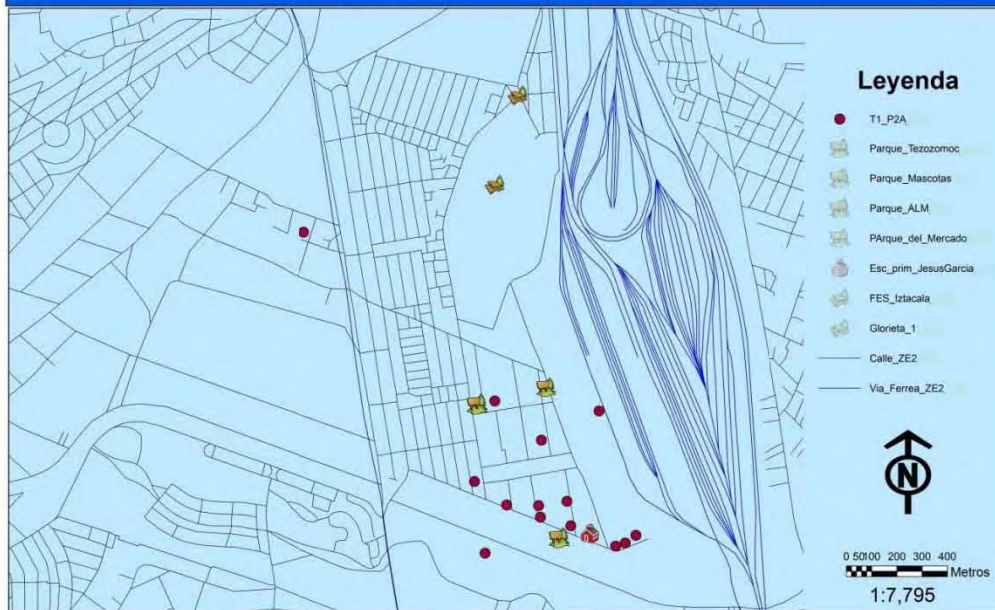 Leyenda
T1_P2A
Parque_Tezozomoc
Parque_Mascotas
Parque_ALM
PArque_del_Mercado
Esc_prim_JesusGarcia
FES_Iztacala
Glorieta_1
Calle_ZE2
Via_Ferrea_ZE2
N
0 50100 200 300 400
Metros
1:7,795